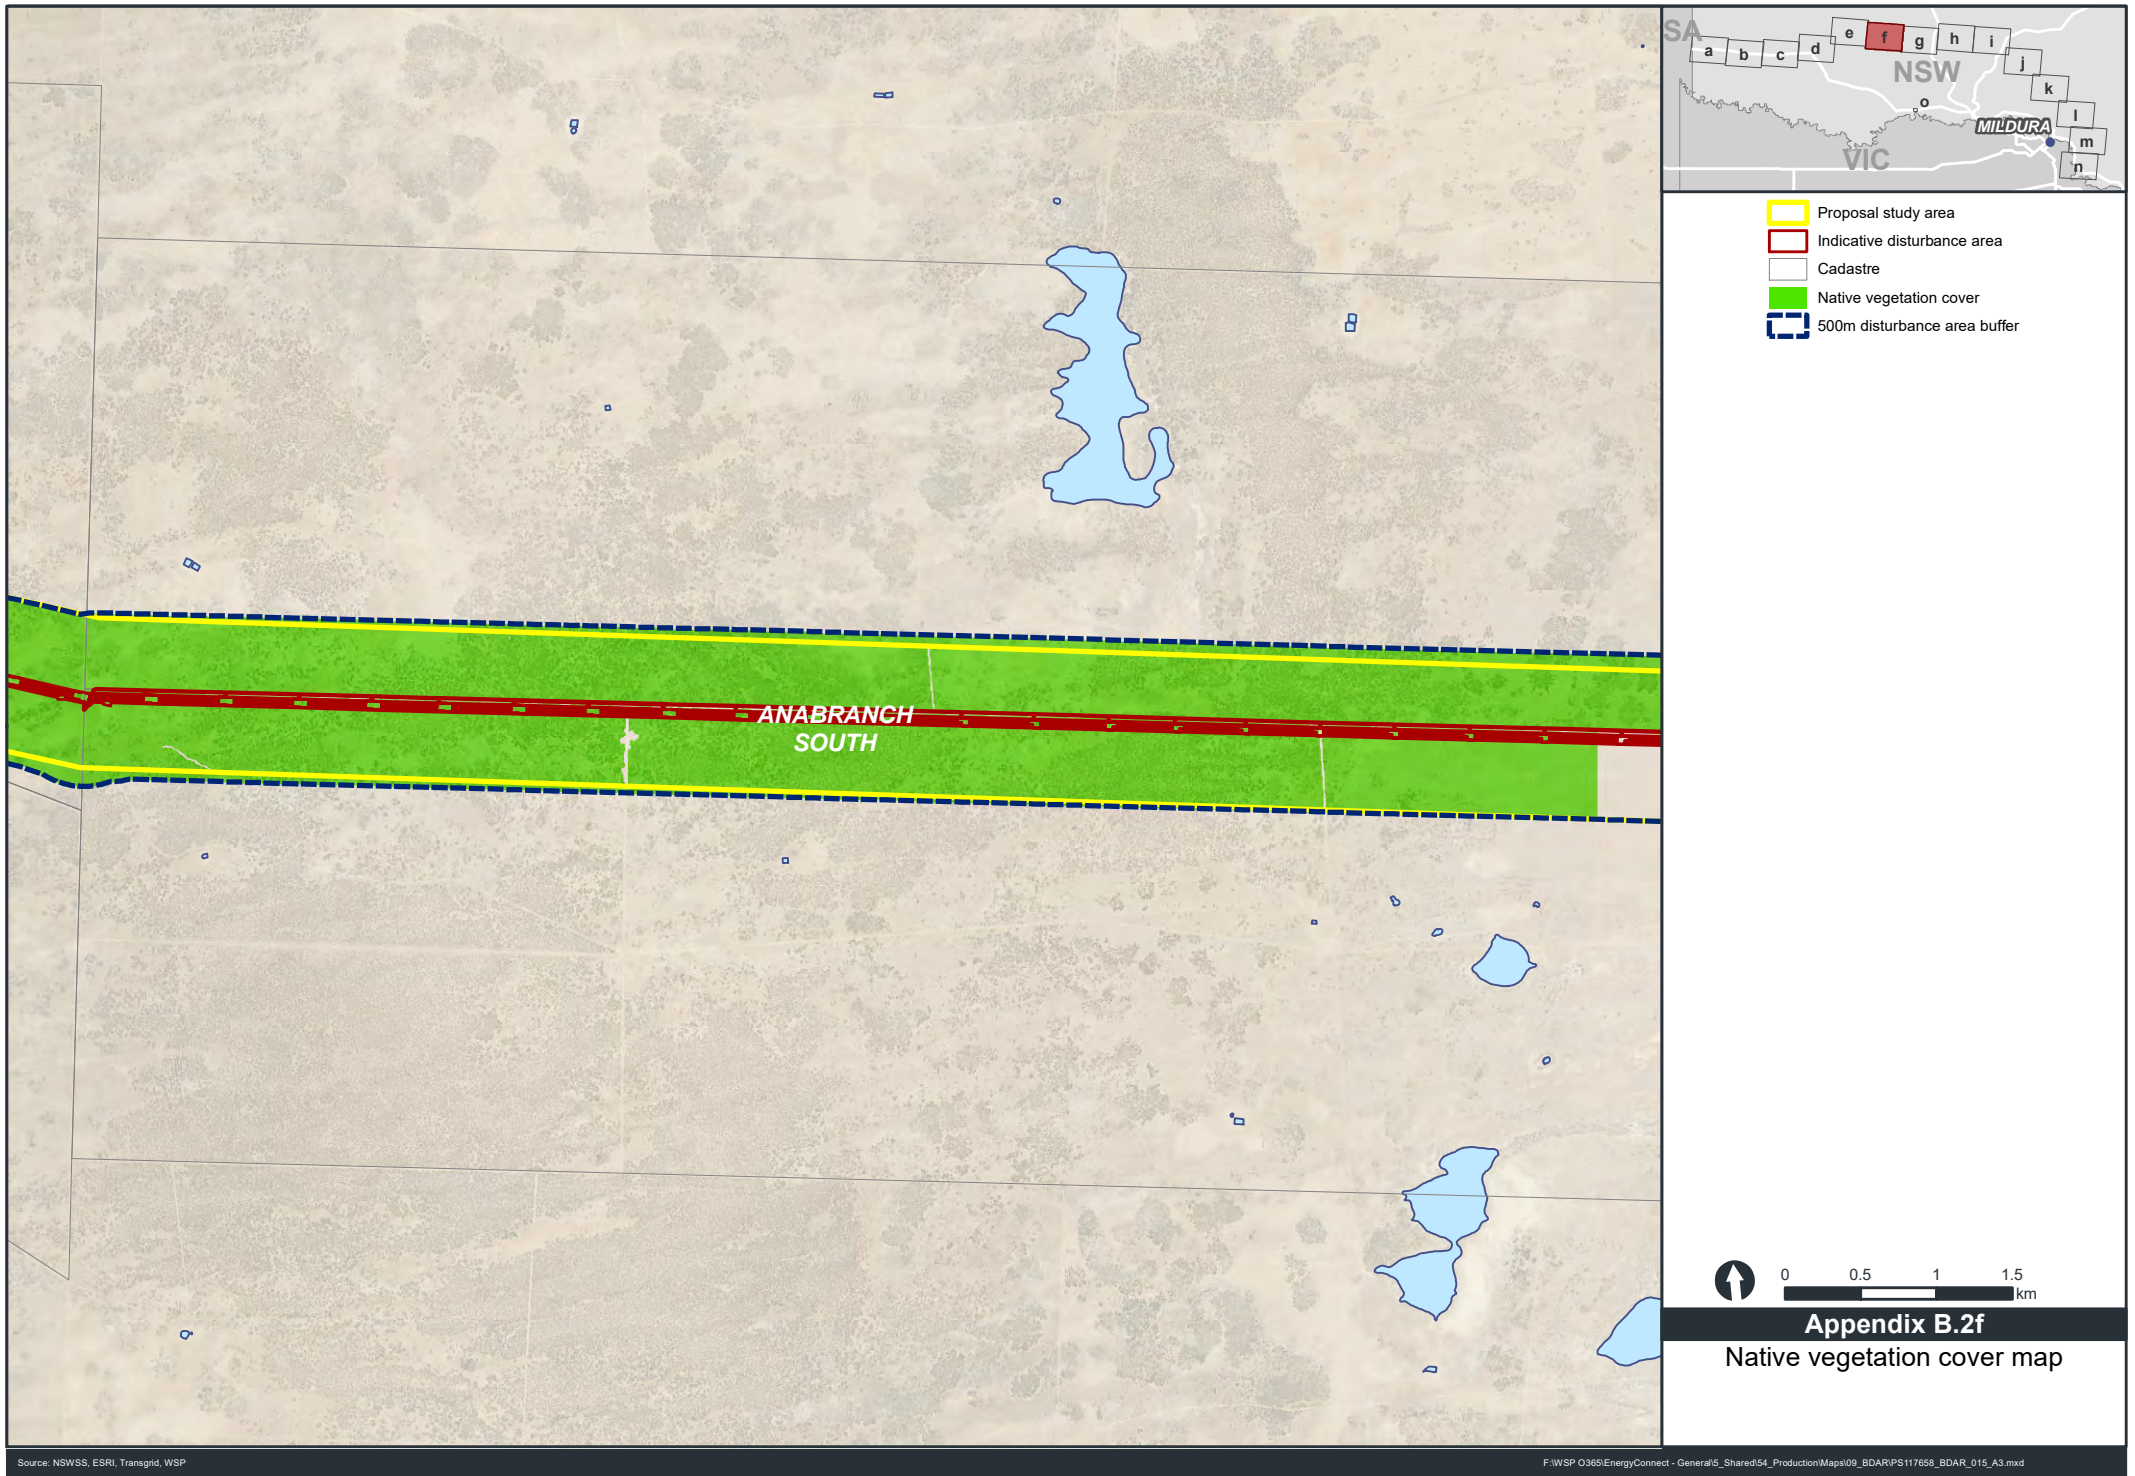 SA
a
b
c
d
e
f
g
h
i
j
k
l
m
n
o
NSW
MILDURA
VIC
Proposal study area
Indicative disturbance area
Cadastre
Native vegetation cover
500m disturbance area buffer
ANABRANCH
SOUTH
0 0.5 1 1.5
km
Appendix B.2f
Native vegetation cover map
Source: NSWSS, ESRI, Transgrid, WSP
F:\WSP O365\EnergyConnect - General\5_Shared\54_Production\Maps\09_BDAR\PS117658_BDAR_015_A3.mxd